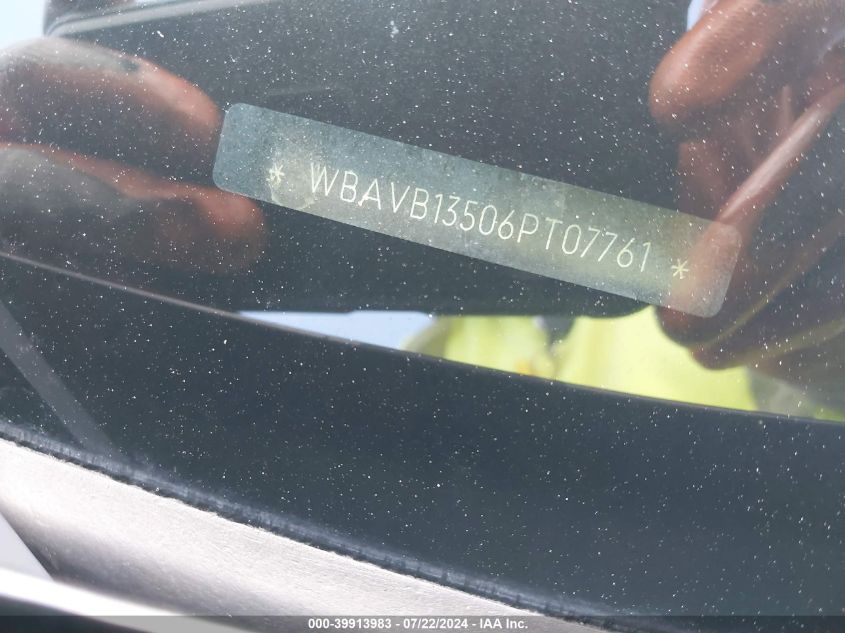 * WBAVB13506PT07761 *
000-39913983 - 07/22/2024 - IAA Inc.